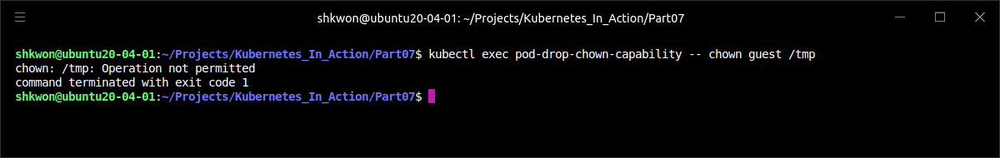 shkwon@ubuntu20-04-01: ~/Projects/Kubernetes_In_Action/Part07
shkwon@ubuntu20-04-01:~/Projects/Kubernetes_In_Action/Part07$ kubectl exec pod-drop-chown-capability -- chown guest /tmp
chown: /tmp: Operation not permitted
command terminated with exit code 1
shkwon@ubuntu20-04-01:~/Projects/Kubernetes_In_Action/Part07$